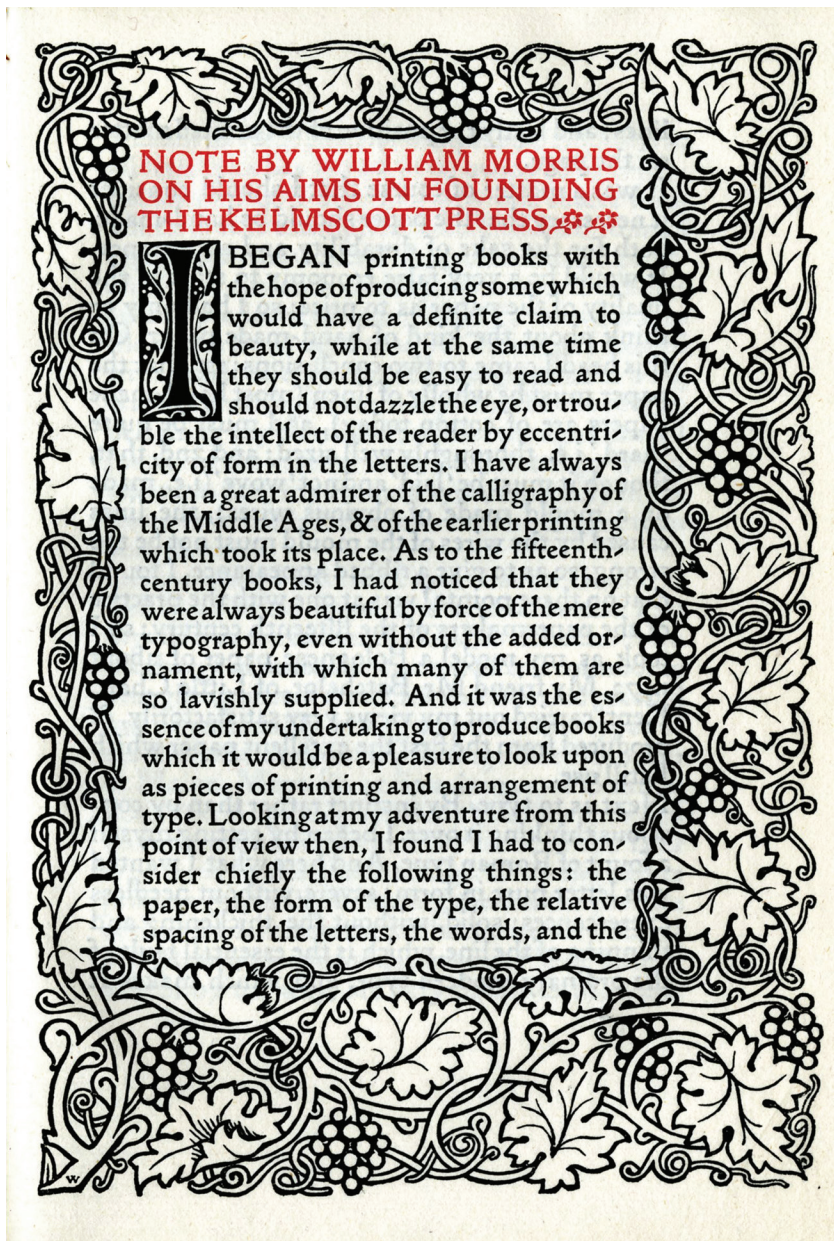 NOTE BY WILLIAM MORRIS
ON HIS AIMS IN FOUNDING
THE KELMSCOTT PRESS
I BEGAN printing books with
the hope of producing some which
would have a definite claim to
beauty, while at the same time
they should be easy to read and
should not dazzle the eye, or trou-
ble the intellect of the reader by eccentri-
city of form in the letters. I have always
been a great admirer of the calligraphy of
the Middle Ages, & of the earlier printing
which took its place. As to the fifteenth-
century books, I had noticed that they
were always beautiful by force of the mere
typography, even without the added or-
nament, with which many of them are
so lavishly supplied. And it was the es-
sence of my undertaking to produce books
which it would be a pleasure to look upon
as pieces of printing and arrangement of
type. Looking at my adventure from this
point of view then, I found I had to con-
sider chiefly the following things: the
paper, the form of the type, the relative
spacing of the letters, the words, and the
W